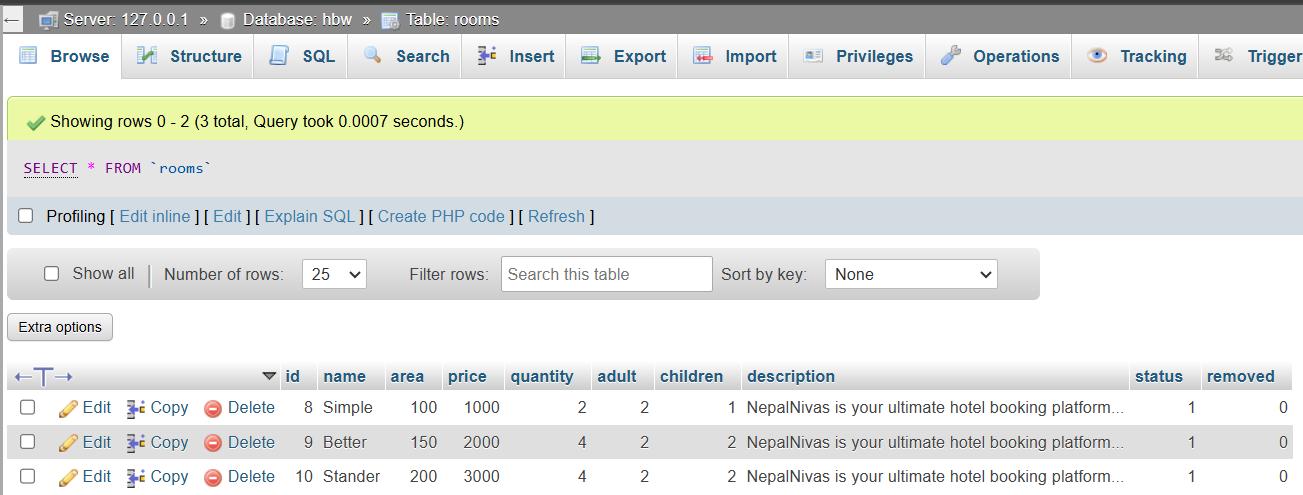 ← Server: 127.0.0.1 » Database: hbw » Table: rooms
Browse Structure SQL Search Insert Export Import Privileges Operations Tracking Trigger
Showing rows 0 - 2 (3 total, Query took 0.0007 seconds.)
SELECT * FROM `rooms`
Profiling [ Edit inline ] [ Edit ] [ Explain SQL ] [ Create PHP code ] [ Refresh ]
Show all | Number of rows: 25 Filter rows: Search this table Sort by key: None
Extra options
←T→ id name area price quantity adult children description status removed
Edit Copy Delete 8 Simple 100 1000 2 2 1 NepalNivas is your ultimate hotel booking platform... 1 0
Edit Copy Delete 9 Better 150 2000 4 2 2 NepalNivas is your ultimate hotel booking platform... 1 0
Edit Copy Delete 10 Stander 200 3000 4 2 2 NepalNivas is your ultimate hotel booking platform... 1 0